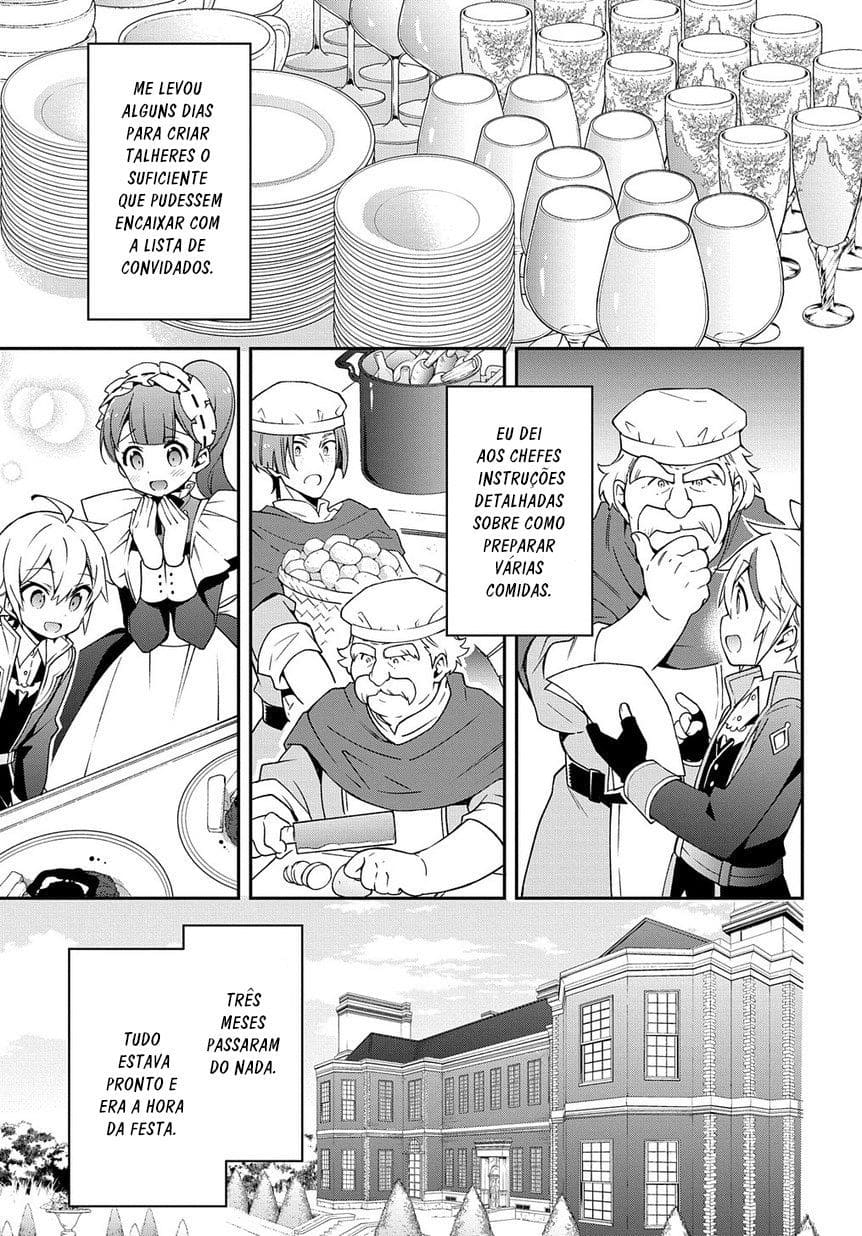 ME LEVOU
ALGUNS DIAS
PARA CRIAR
TALHERES O
SUFICIENTE
QUE PUDESSEM
ENCAIXAR COM
A LISTA DE
CONVIDADOS.
EU DEI
AOS CHEFES
INSTRUÇÕES
DETALHADAS
SOBRE COMO
PREPARAR
VÁRIAS
COMIDAS.
TRÊS
MESES
PASSARAM
DO NADA.
TUDO
ESTAVA
PRONTO E
ERA A HORA
DA FESTA.